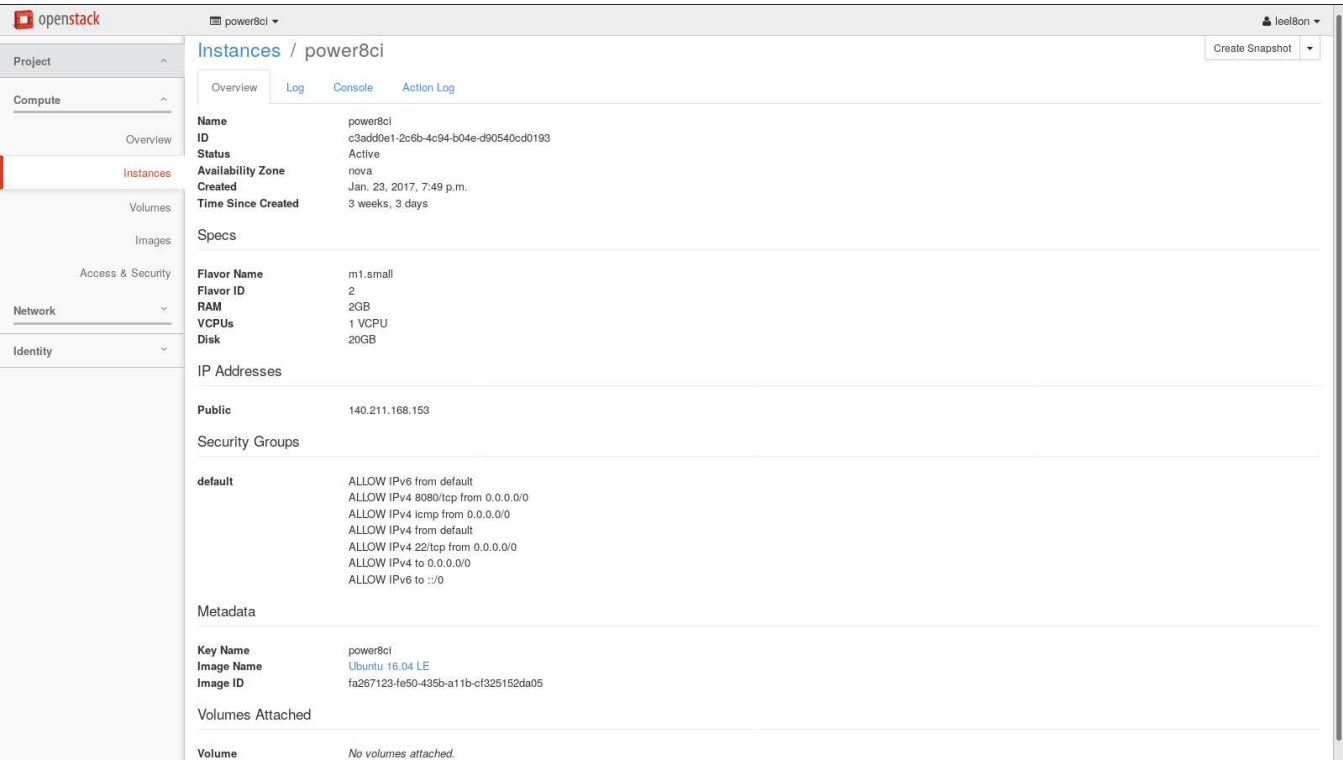 openstack power8ci leel8on
Project
Compute
Overview
Instances
Volumes
Images
Access & Security
Network
Identity
Instances / power8ci Create Snapshot
Overview Log Console Action Log
Name power8ci
ID c3add0e1-2c6b-4c94-b04e-d90540cd0193
Status Active
Availability Zone nova
Created Jan. 23, 2017, 7:49 p.m.
Time Since Created 3 weeks, 3 days
Specs
Flavor Name m1.small
Flavor ID 2
RAM 2GB
VCPUs 1 VCPU
Disk 20GB
IP Addresses
Public 140.211.168.153
Security Groups
default ALLOW IPv6 from default
ALLOW IPv4 8080/tcp from 0.0.0.0/0
ALLOW IPv4 icmp from 0.0.0.0/0
ALLOW IPv4 from default
ALLOW IPv4 22/tcp from 0.0.0.0/0
ALLOW IPv4 to 0.0.0.0/0
ALLOW IPv6 to ::/0
Metadata
Key Name power8ci
Image Name Ubuntu 16.04 LE
Image ID fa267123-fe50-435b-a11b-cf325152da05
Volumes Attached
Volume No volumes attached.